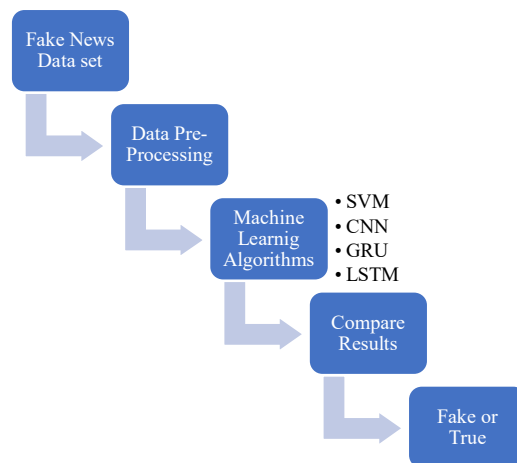 Fake News
Data set
Data Pre-
Processing
Machine
Learnig
Algorithms
• SVM
• CNN
• GRU
• LSTM
Compare
Results
Fake or
True